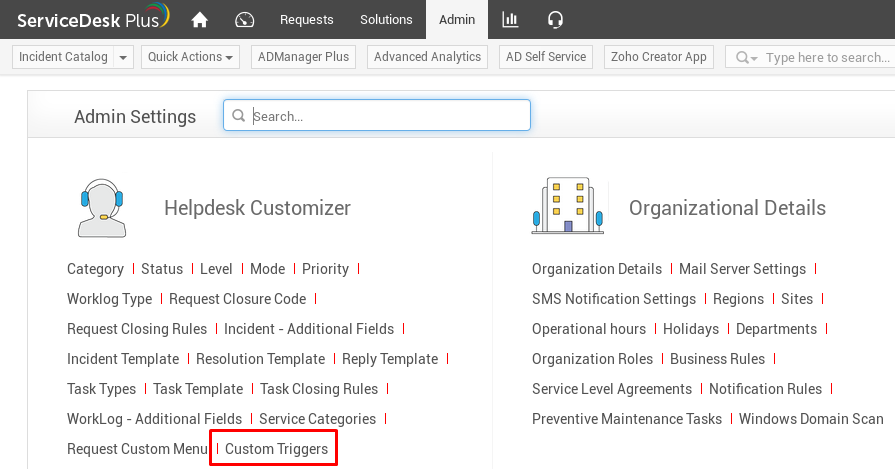 ServiceDesk Plus Requests Solutions Admin
Incident Catalog Quick Actions ADManager Plus Advanced Analytics AD Self Service Zoho Creator App Type here to search...
Admin Settings Search...
Helpdesk Customizer
Category | Status | Level | Mode | Priority |
Worklog Type | Request Closure Code |
Request Closing Rules | Incident - Additional Fields |
Incident Template | Resolution Template | Reply Template |
Task Types | Task Template | Task Closing Rules |
WorkLog - Additional Fields | Service Categories |
Request Custom Menu | Custom Triggers
Organizational Details
Organization Details | Mail Server Settings |
SMS Notification Settings | Regions | Sites |
Operational hours | Holidays | Departments |
Organization Roles | Business Rules |
Service Level Agreements | Notification Rules |
Preventive Maintenance Tasks | Windows Domain Scan